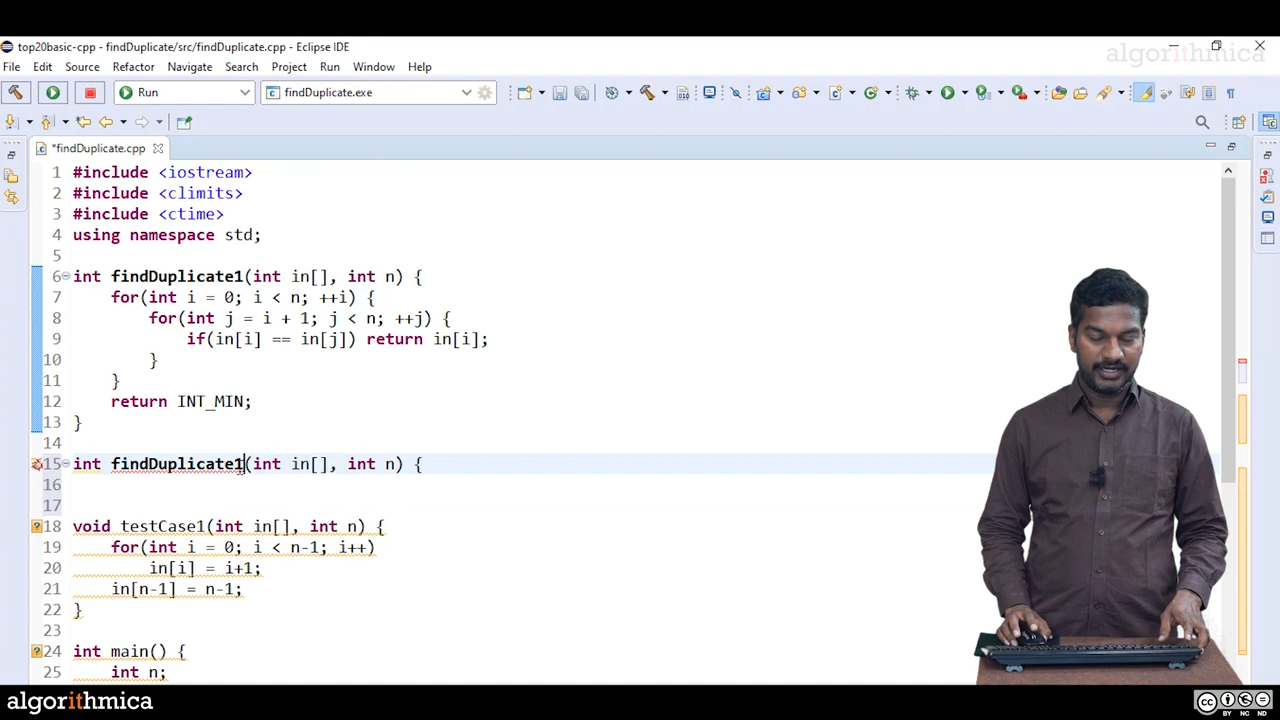 top20basic-cpp - findDuplicate/src/findDuplicate.cpp - Eclipse IDE
algorithmica
File Edit Source Refactor Navigate Search Project Run Window Help
Run findDuplicate.exe
*findDuplicate.cpp
1 #include <iostream>
2 #include <climits>
3 #include <ctime>
4 using namespace std;
5
6 int findDuplicate1(int in[], int n) {
7 for(int i = 0; i < n; ++i) {
8 for(int j = i + 1; j < n; ++j) {
9 if(in[i] == in[j]) return in[i];
10 }
11 }
12 return INT_MIN;
13 }
14
15 int findDuplicate1(int in[], int n) {
16
17
18 void testCase1(int in[], int n) {
19 for(int i = 0; i < n-1; i++)
20 in[i] = i+1;
21 in[n-1] = n-1;
22 }
23
24 int main() {
25 int n;
algorithmica
cc BY NC ND